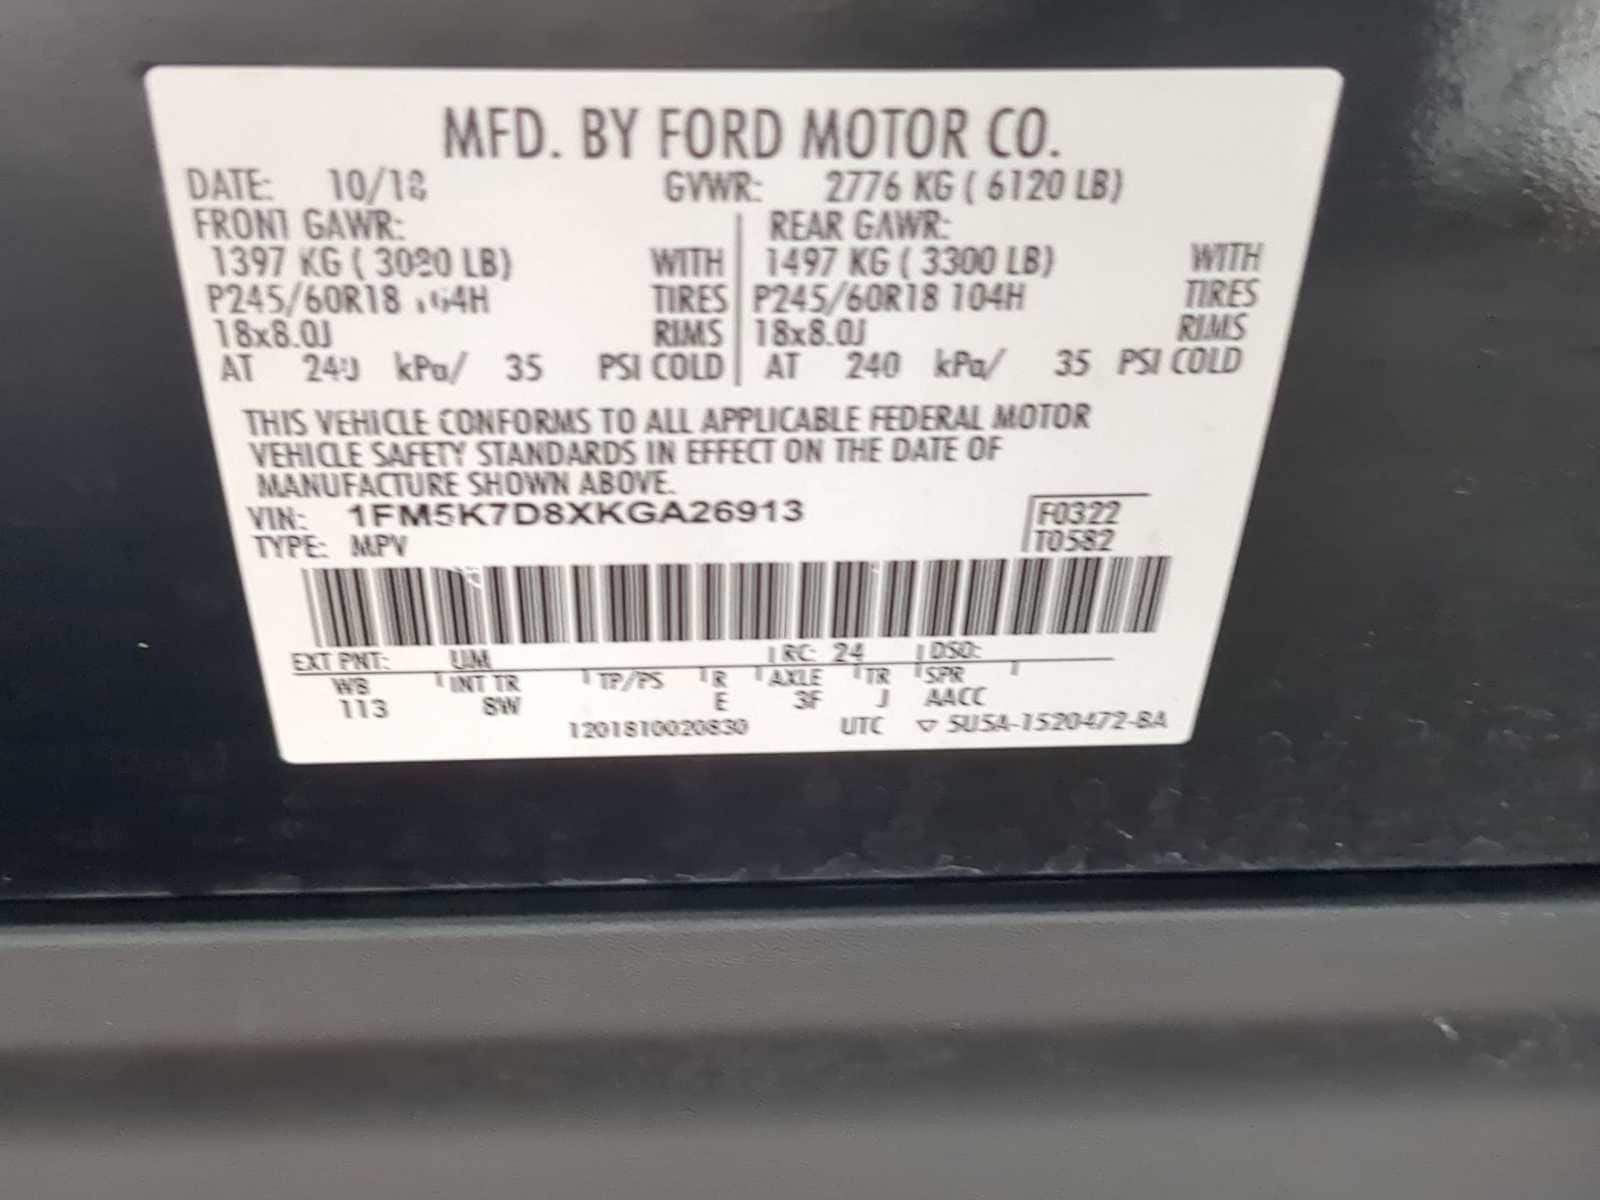 MFD. BY FORD MOTOR CO.
DATE: 10/18 GVWR: 2776 KG ( 6120 LB)
FRONT GAWR: REAR GAWR:
1397 KG ( 3080 LB) WITH 1497 KG ( 3300 LB) WITH
P245/60R18 TIRES P245/60R18 104H TIRES
18x8.0J RIMS 18x8.0J RIMS
AT 240 kPa/ 35 PSI COLD AT 240 kPa/ 35 PSI COLD
THIS VEHICLE CONFORMS TO ALL APPLICABLE FEDERAL MOTOR
VEHICLE SAFETY STANDARDS IN EFFECT ON THE DATE OF
MANUFACTURE SHOWN ABOVE.
VIN: 1FM5K7D8XKGA26913 F0322
TYPE: MPV T0582
EXT PNT: UM RC: 24 DSO:
WB INT TR TP/PS R AXLE TR SPR
113 8W E 3F J AACC
1201810020830 UTC ▽ 5U5A-1520472-BA